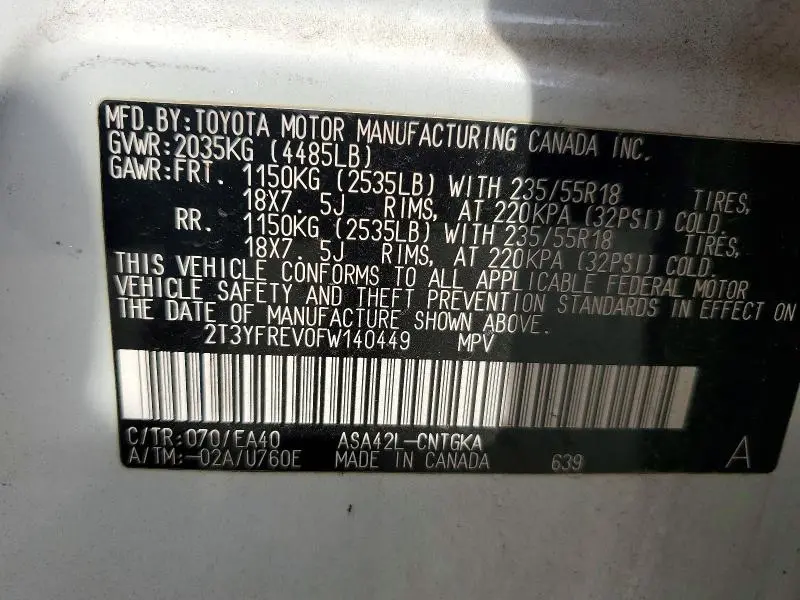 MFD.BY:TOYOTA MOTOR MANUFACTURING CANADA INC.
GVWR:2035KG (4485LB)
GAWR:FRT. 1150KG (2535LB) WITH 235/55R18 TIRES,
18X7. 5J RIMS, AT 220KPA (32PSI) COLD.
RR. 1150KG (2535LB) WITH 235/55R18 TIRES,
18X7. 5J RIMS, AT 220KPA (32PSI) COLD.
THIS VEHICLE CONFORMS TO ALL APPLICABLE FEDERAL MOTOR
VEHICLE SAFETY AND THEFT PREVENTION STANDARDS IN EFFECT ON
THE DATE OF MANUFACTURE SHOWN ABOVE.
2T3YFREV0FW140449 MPV
C/TR:070/EA40 ASA42L-CNTGKA
A/TM:-02A/U760E MADE IN CANADA 639 A